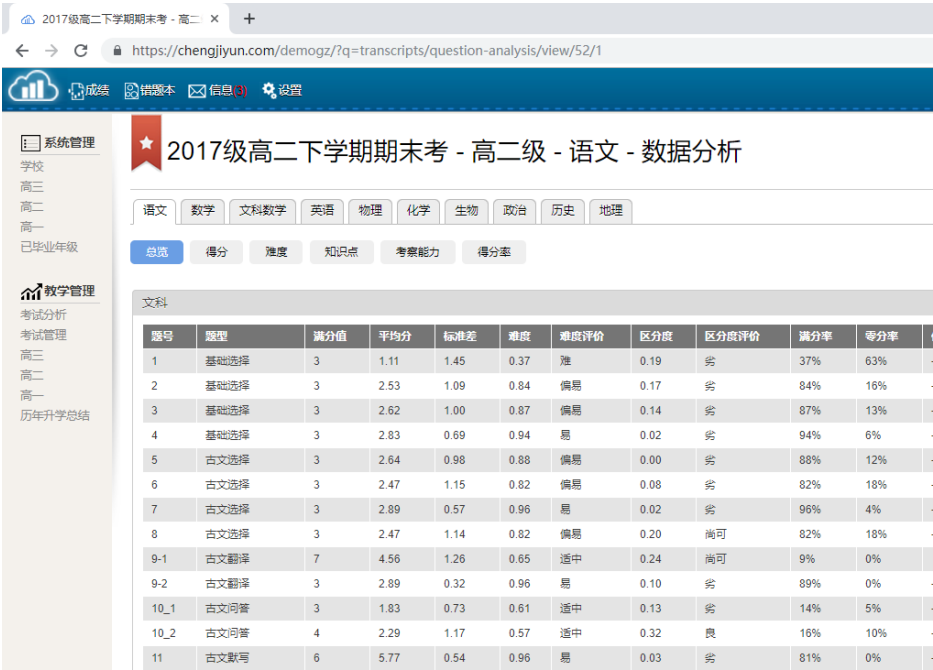 2017级高二下学期期末考 - 高二
https://chengjiyun.com/demogz/?q=transcripts/question-analysis/view/52/1
成绩 错题本 信息(3) 设置
系统管理
学校
高三
高二
高一
已毕业年级
教学管理
考试分析
考试管理
高三
高二
高一
历年升学总结
2017级高二下学期期末考 - 高二级 - 语文 - 数据分析
语文 数学 文科数学 英语 物理 化学 生物 政治 历史 地理
总览 得分 难度 知识点 考察能力 得分率
文科
题号 题型 满分值 平均分 标准差 难度 难度评价 区分度 区分度评价 满分率 零分率
1 基础选择 3 1.11 1.45 0.37 难 0.19 劣 37% 63%
2 基础选择 3 2.53 1.09 0.84 偏易 0.17 劣 84% 16%
3 基础选择 3 2.62 1.00 0.87 偏易 0.14 劣 87% 13%
4 基础选择 3 2.83 0.69 0.94 易 0.02 劣 94% 6%
5 古文选择 3 2.64 0.98 0.88 偏易 0.00 劣 88% 12%
6 古文选择 3 2.47 1.15 0.82 偏易 0.08 劣 82% 18%
7 古文选择 3 2.89 0.57 0.96 易 0.02 劣 96% 4%
8 古文选择 3 2.47 1.14 0.82 偏易 0.20 尚可 82% 18%
9-1 古文翻译 7 4.56 1.26 0.65 适中 0.24 尚可 9% 0%
9-2 古文翻译 3 2.89 0.32 0.96 易 0.10 劣 89% 0%
10_1 古文问答 3 1.83 0.73 0.61 适中 0.13 劣 14% 5%
10_2 古文问答 4 2.29 1.17 0.57 适中 0.32 良 16% 10%
11 古文默写 6 5.77 0.54 0.96 易 0.03 劣 81% 0%